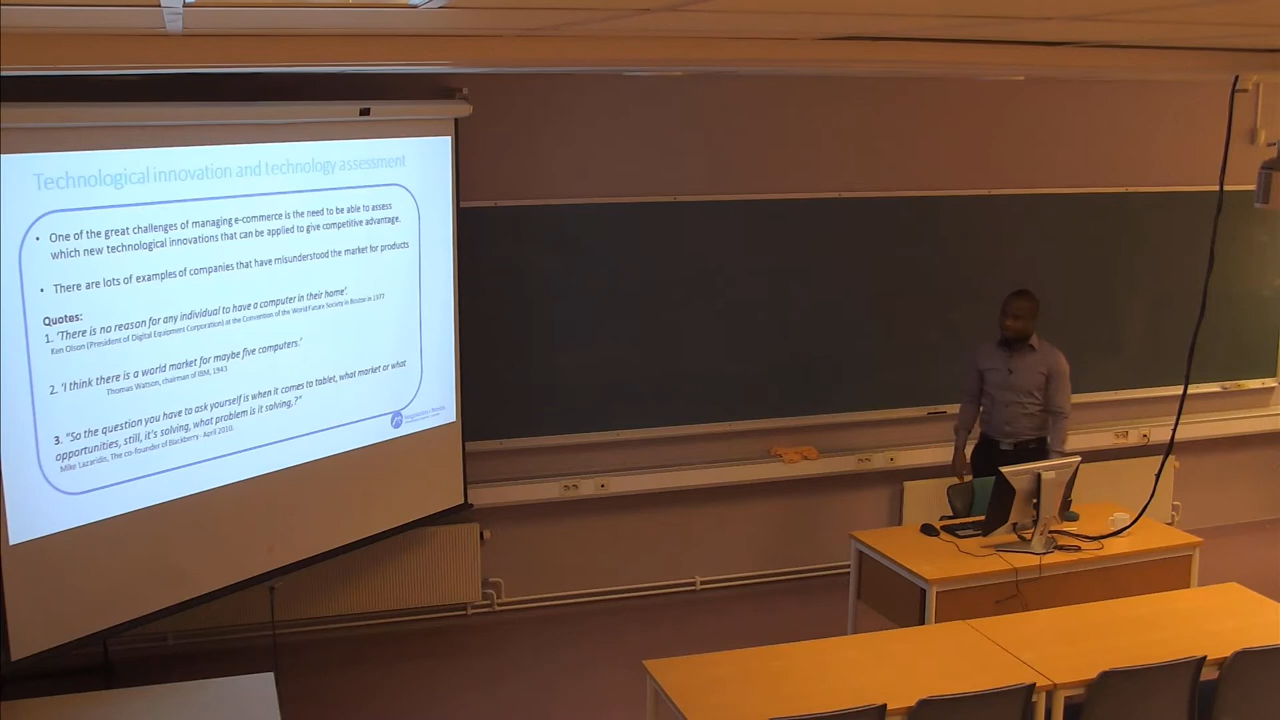 Technological innovation and technology assessment
• One of the great challenges of managing e-commerce is the need to be able to assess
which new technological innovations that can be applied to give competitive advantage.
• There are lots of examples of companies that have misunderstood the market for products
Quotes:
1. 'There is no reason for any individual to have a computer in their home'.
Ken Olson (President of Digital Equipment Corporation) at the Convention of the World Future Society in Boston in 1977
2. 'I think there is a world market for maybe five computers.'
Thomas Watson, chairman of IBM, 1943
3. "So the question you have to ask yourself is when it comes to tablet, what market or what
opportunities, still, it's solving, what problem is it solving,?"
Mike Lazaridis, The co-founder of Blackberry - April 2010.